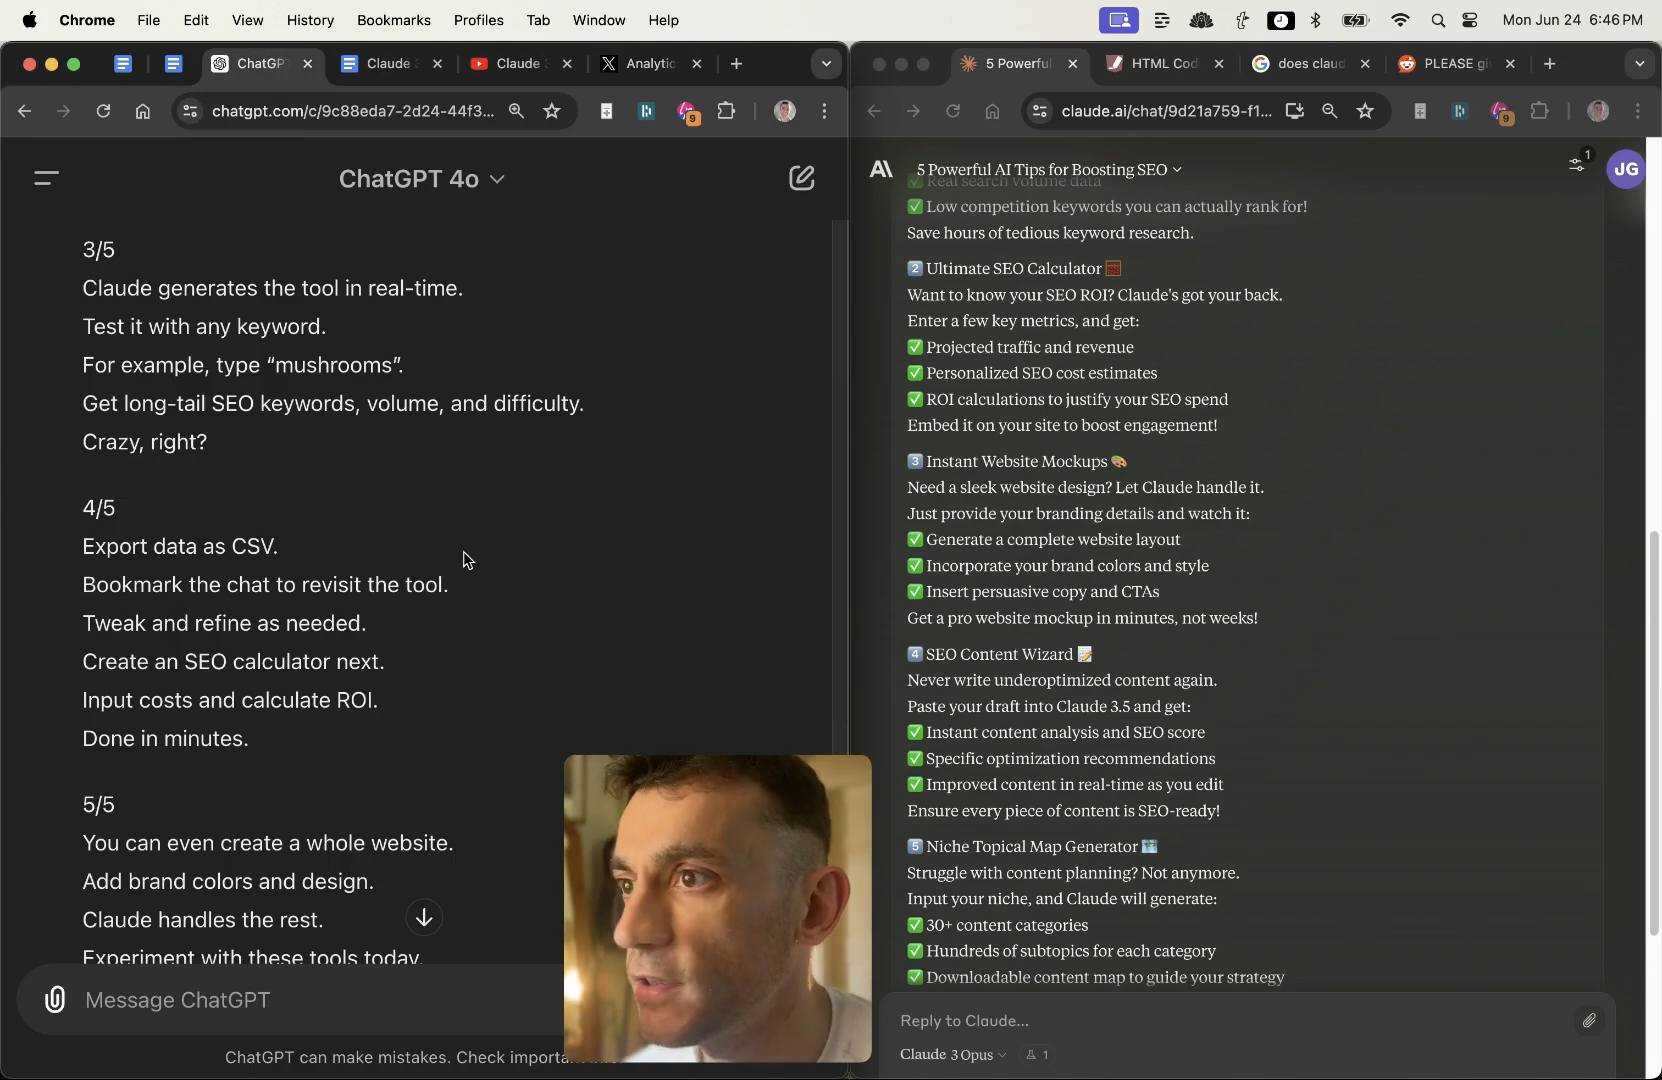 Chrome File Edit View History Bookmarks Profiles Tab Window Help Mon Jun 24 6:46 PM
ChatGP Claude Claude Analytic 5 Powerful HTML Cod does claud PLEASE gi
chatgpt.com/c/9c88eda7-2d24-44f3... 9
claude.ai/chat/9d21a759-f1... 9
ChatGPT 4o
3/5
Claude generates the tool in real-time.
Test it with any keyword.
For example, type “mushrooms”.
Get long-tail SEO keywords, volume, and difficulty.
Crazy, right?
4/5
Export data as CSV.
Bookmark the chat to revisit the tool.
Tweak and refine as needed.
Create an SEO calculator next.
Input costs and calculate ROI.
Done in minutes.
5/5
You can even create a whole website.
Add brand colors and design.
Claude handles the rest.
Experiment with these tools today.
Message ChatGPT
ChatGPT can make mistakes. Check important info
5 Powerful AI Tips for Boosting SEO 1 JG
✅ Real search volume data
✅ Low competition keywords you can actually rank for!
Save hours of tedious keyword research.
2️⃣ Ultimate SEO Calculator 🧮
Want to know your SEO ROI? Claude's got your back.
Enter a few key metrics, and get:
✅ Projected traffic and revenue
✅ Personalized SEO cost estimates
✅ ROI calculations to justify your SEO spend
Embed it on your site to boost engagement!
3️⃣ Instant Website Mockups 🎨
Need a sleek website design? Let Claude handle it.
Just provide your branding details and watch it:
✅ Generate a complete website layout
✅ Incorporate your brand colors and style
✅ Insert persuasive copy and CTAs
Get a pro website mockup in minutes, not weeks!
4️⃣ SEO Content Wizard 📝
Never write underoptimized content again.
Paste your draft into Claude 3.5 and get:
✅ Instant content analysis and SEO score
✅ Specific optimization recommendations
✅ Improved content in real-time as you edit
Ensure every piece of content is SEO-ready!
5️⃣ Niche Topical Map Generator 🗺️
Struggle with content planning? Not anymore.
Input your niche, and Claude will generate:
✅ 30+ content categories
✅ Hundreds of subtopics for each category
✅ Downloadable content map to guide your strategy
Reply to Claude...
Claude 3 Opus 1